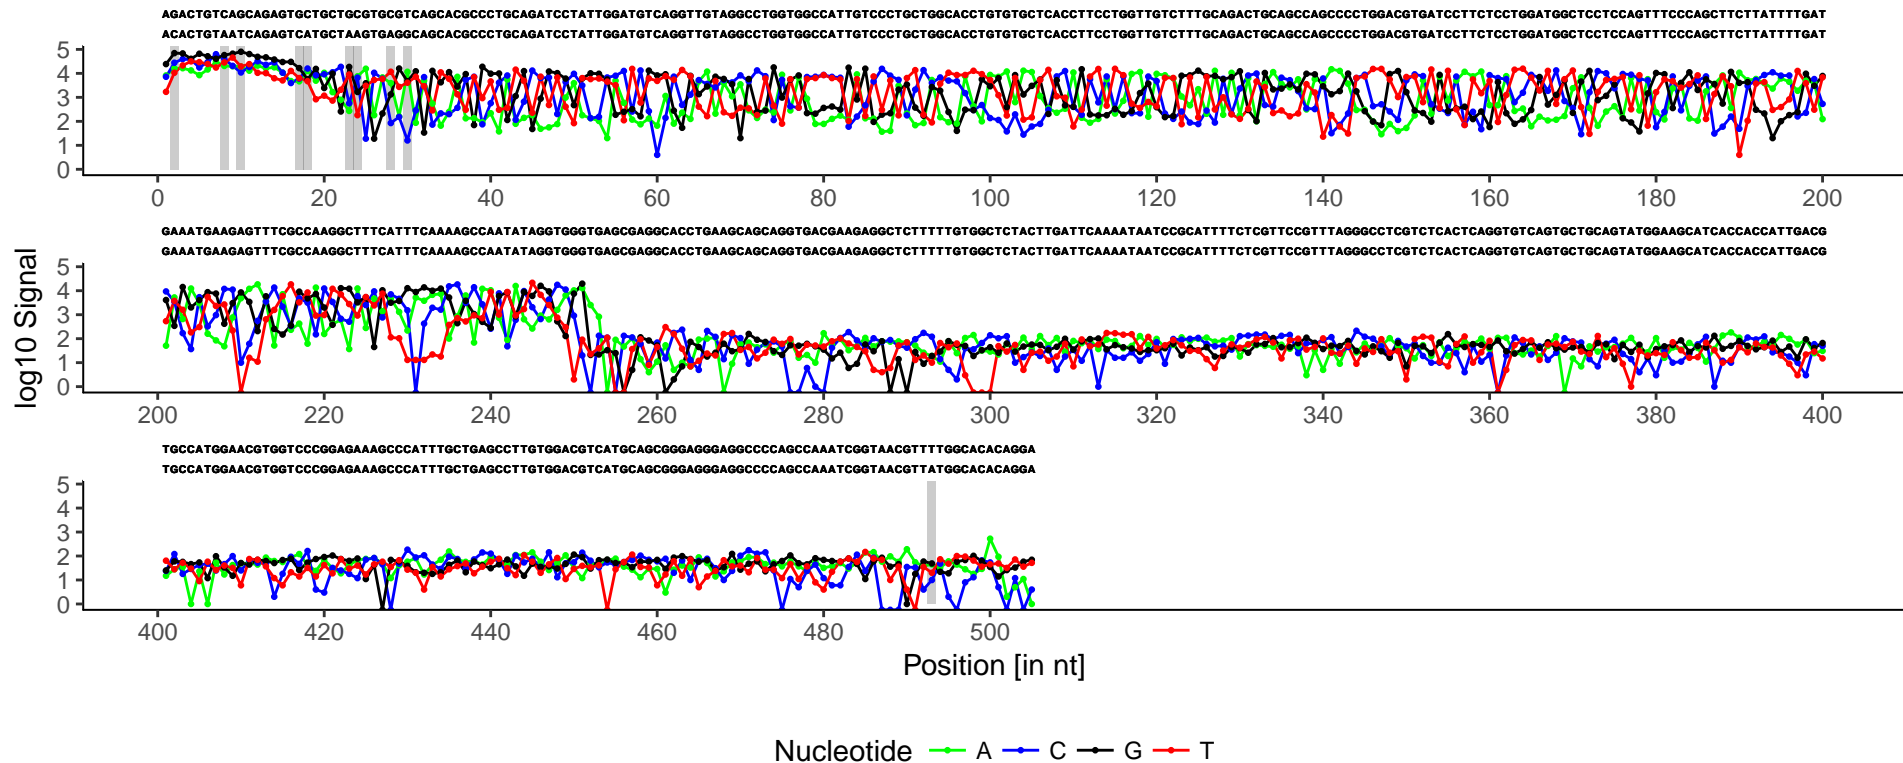 AGACTGTCAGCAGAGTGCTGCTGCGTGCGTCAGCACGCCCTGCAGATCCTATTGGATGTCAGGTTGTAGGCCTGGTGGCCATTGTCCCTGCTGGCACCTGTGTGCTCACCTTCCTGGTTGTCTTTGCAGACTGCAGCCAGCCCCTGGACGTGATCCTTCTCCTGGATGGCTCCTCCAGTTTCCCAGCTTCTTATTTTGAT
ACACTGTAATCAGAGTCATGCTAAGTGAGGCAGCACGCCCTGCAGATCCTATTGGATGTCAGGTTGTAGGCCTGGTGGCCATTGTCCCTGCTGGCACCTGTGTGCTCACCTTCCTGGTTGTCTTTGCAGACTGCAGCCAGCCCCTGGACGTGATCCTTCTCCTGGATGGCTCCTCCAGTTTCCCAGCTTCTTATTTTGAT
5
4
3
2
1
0
0 20 40 60 80 100 120 140 160 180 200
GAAATGAAGAGTTTCGCCAAGGCTTTCATTTCAAAAGCCAATATAGGTGGGTGAGCGAGGCACCTGAAGCAGCAGGTGACGAAGAGGCTCTTTTTGTGGCTCTACTTGATTCAAAATAATCCGCATTTTCTCGTTCCGTTTAGGGCCTCGTCTCACTCAGGTGTCAGTGCTGCAGTATGGAAGCATCACCACCATTGACG
GAAATGAAGAGTTTCGCCAAGGCTTTCATTTCAAAAGCCAATATAGGTGGGTGAGCGAGGCACCTGAAGCAGCAGGTGACGAAGAGGCTCTTTTTGTGGCTCTACTTGATTCAAAATAATCCGCATTTTCTCGTTCCGTTTAGGGCCTCGTCTCACTCAGGTGTCAGTGCTGCAGTATGGAAGCATCACCACCATTGACG
log10 Signal
5
4
3
2
1
0
200 220 240 260 280 300 320 340 360 380 400
TGCCATGGAACGTGGTCCCGGAGAAAGCCCATTTGCTGAGCCTTGTGGACGTCATGCAGCGGGAGGGAGGCCCCAGCCAAATCGGTAACGTTTTGGCACACAGGA
TGCCATGGAACGTGGTCCCGGAGAAAGCCCATTTGCTGAGCCTTGTGGACGTCATGCAGCGGGAGGGAGGCCCCAGCCAAATCGGTAACGTTATGGCACACAGGA
5
4
3
2
1
0
400 420 440 460 480 500
Position [in nt]
Nucleotide A C G T